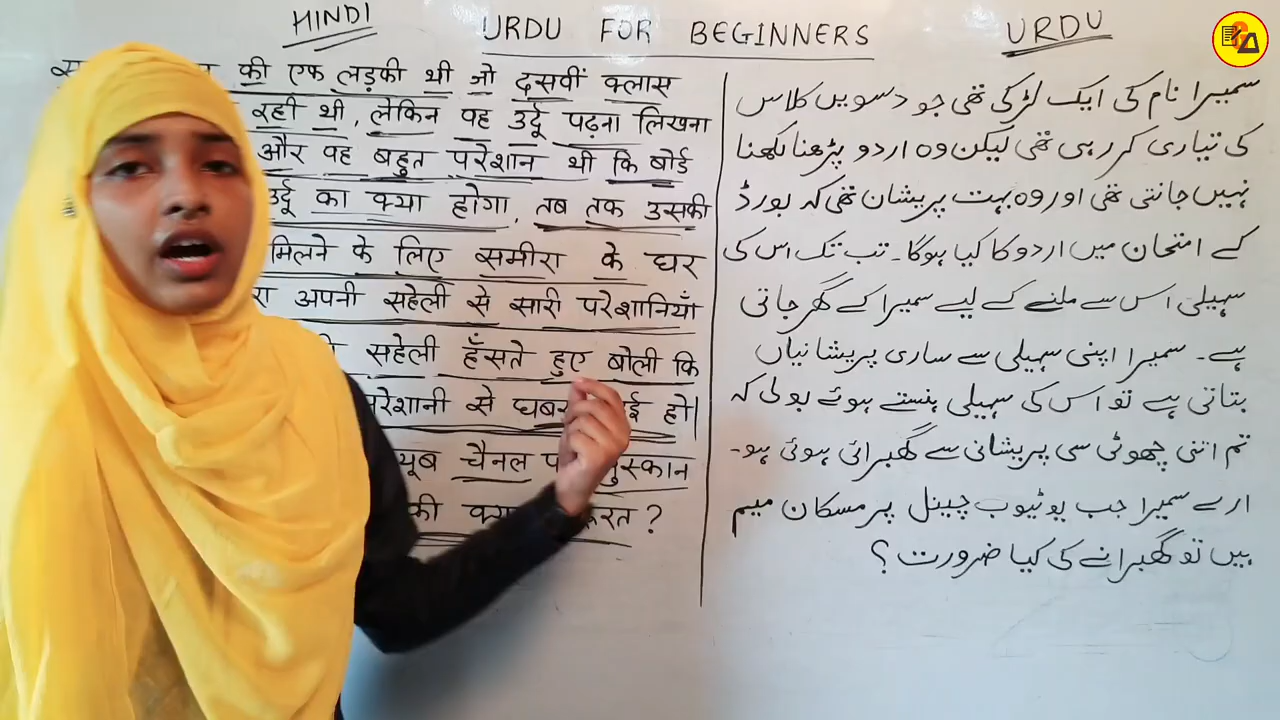 HINDI
URDU FOR BEGINNERS
URDU
की एक लड़की थी जो दसवीं क्लास
रही थी, लेकिन वह उर्दू पढ़ना लिखना
और वह बहुत परेशान थी कि बोर्ड
उर्दू का क्या होगा, तब तक उसकी
मिलने के लिए समीरा के घर
अपनी सहेली से सारी परेशानियाँ
सहेली हँसते हुए बोली कि
परेशानी से हो|
चैनल
की ?
سمیرا نام کی ایک لڑکی تھی جو دسویں کلاس
کی تیاری کر رہی تھی لیکن وہ اردو پڑھنا لکھنا
نہیں جانتی تھی اور وہ بہت پریشان تھی کہ بورڈ
کے امتحان میں اردو کا کیا ہوگا۔ تب تک اس کی
سہیلی اس سے ملنے کے لیے سمیرا کے گھر جاتی
ہے۔ سمیرا اپنی سہیلی سے ساری پریشانیاں
بتاتی ہے تو اس کی سہیلی ہنستے ہوئے بولی کہ
تم اتنی چھوٹی سی پریشانی سے گھبرائی ہوئی ہو۔
ارے سمیرا جب یوٹیوب چینل پر مسکان میم
ہیں تو گھبرانے کی کیا ضرورت ؟